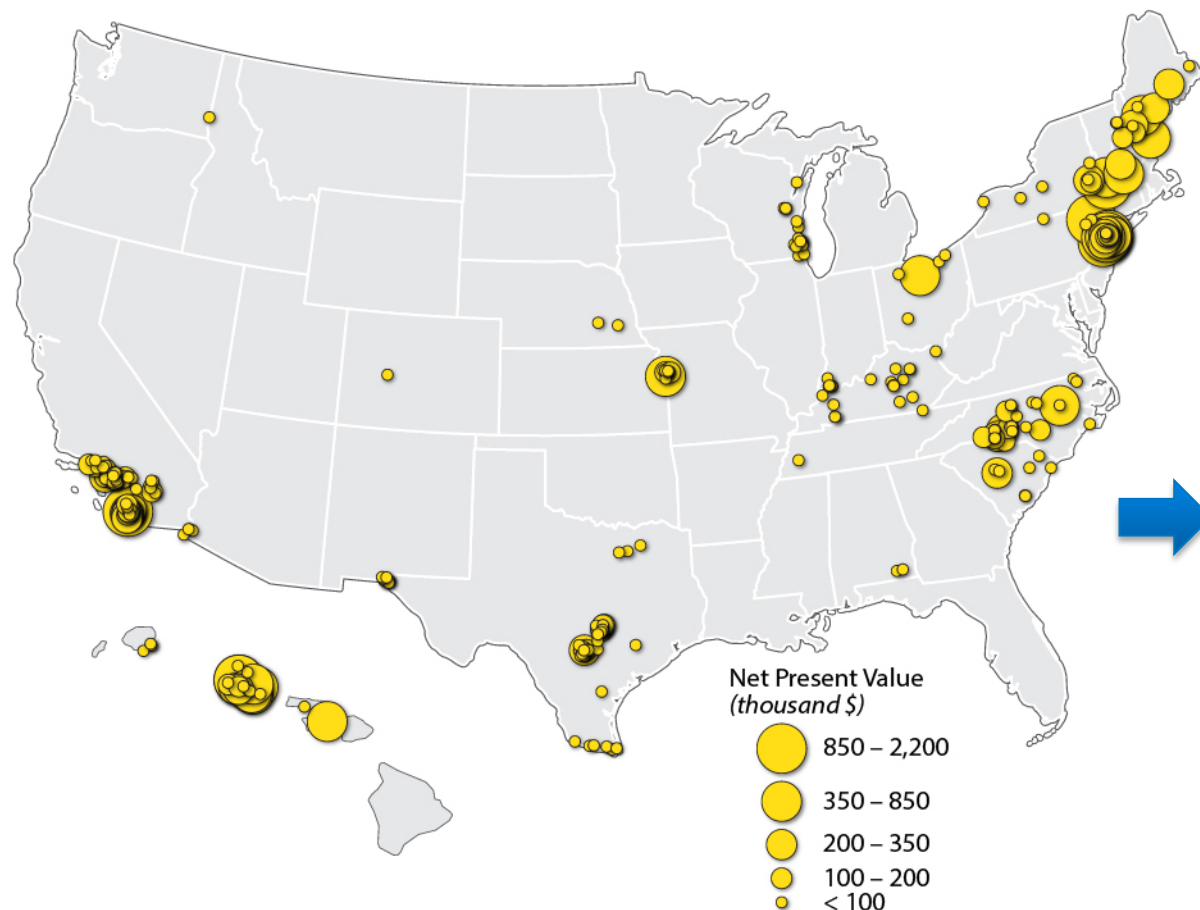 Net Present Value
(thousand $)
850 – 2,200
350 – 850
200 – 350
100 – 200
< 100